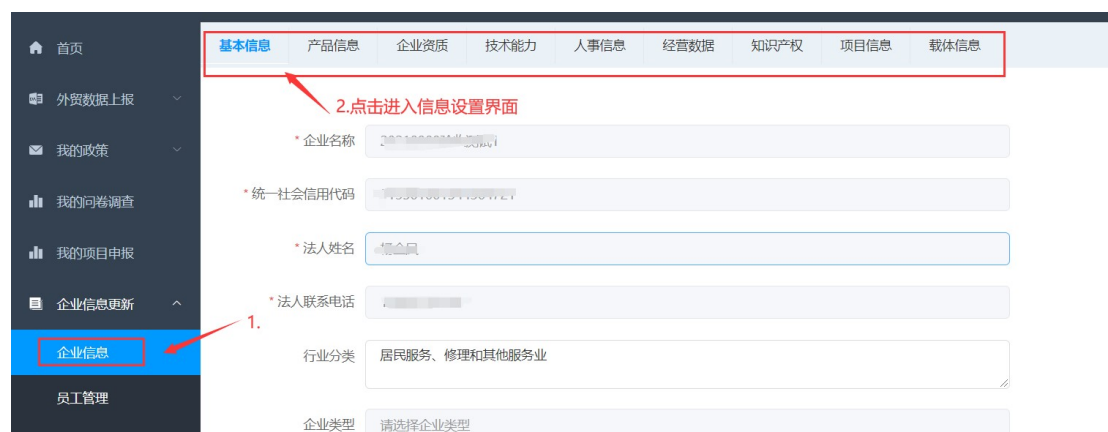 首页
外贸数据上报
我的政策
我的问卷调查
我的项目申报
企业信息更新
企业信息
员工管理
基本信息 产品信息 企业资质 技术能力 人事信息 经营数据 知识产权 项目信息 载体信息
2.点击进入信息设置界面
1.
* 企业名称
* 统一社会信用代码
* 法人姓名
* 法人联系电话
行业分类 居民服务、修理和其他服务业
企业类型 请选择企业类型